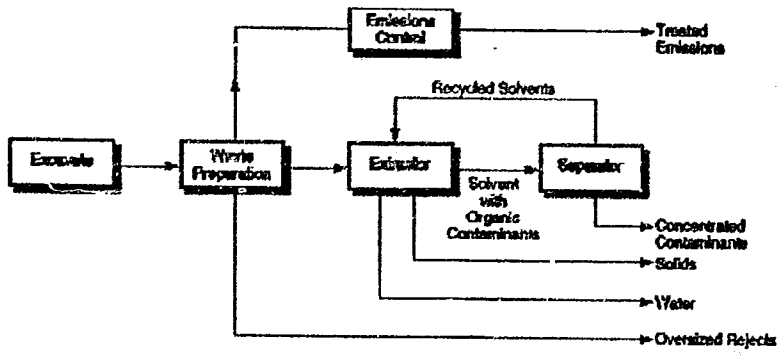 Emissions
Control
Treated
Emissions
Recycled Solvents
Excavate
Waste
Preparation
Extractor
Separator
Solvent
with
Organic
Contaminants
Concentrated
Contaminants
Solids
Water
Oversized Rejects